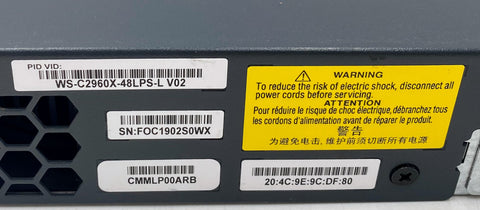 PID VID:
WS-C2960X-48LPS-L V02
SN:FOC1902S0WX
CMMLP00ARB
WARNING
To reduce the risk of electric shock, disconnect all
power cords before servicing.
ATTENTION
Pour réduire le risque de choc électrique,débranchez tous
les cordons d'alimentation avant de réparer le produit.
警告
为避免触电，维修前须切断所有电源
20:4C:9E:9C:DF:80